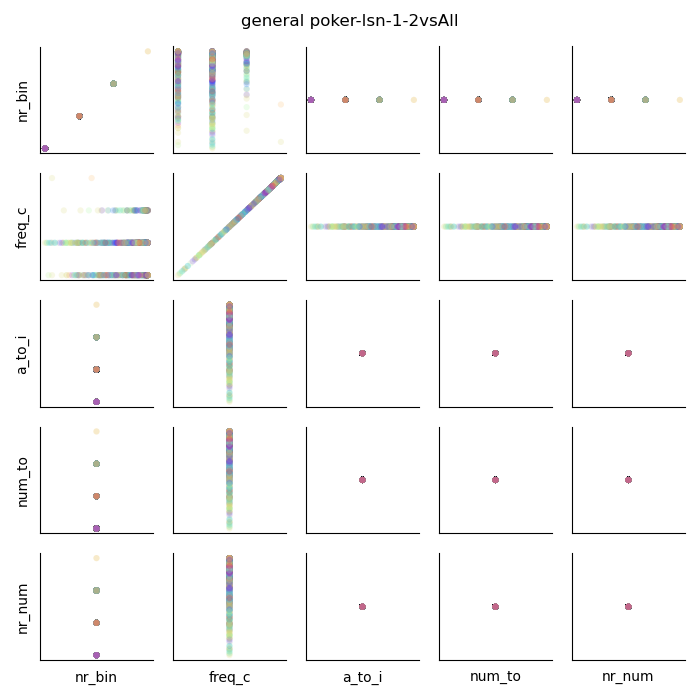 general poker-lsn-1-2vsAll
nr_bin
freq_c
a_to_i
num_to
nr_num
nr_bin
freq_c
a_to_i
num_to
nr_num